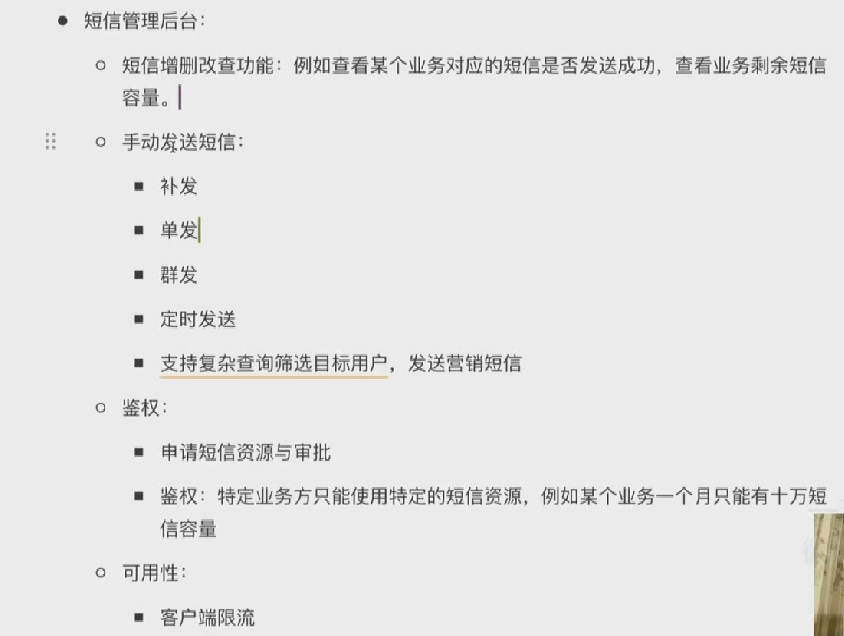 短信管理后台：
短信增删改查功能：例如查看某个业务对应的短信是否发送成功，查看业务剩余短信
容量。
手动发送短信：
补发
单发
群发
定时发送
支持复杂查询筛选目标用户，发送营销短信
鉴权：
申请短信资源与审批
鉴权：特定业务方只能使用特定的短信资源，例如某个业务一个月只能有十万短
信容量
可用性：
客户端限流